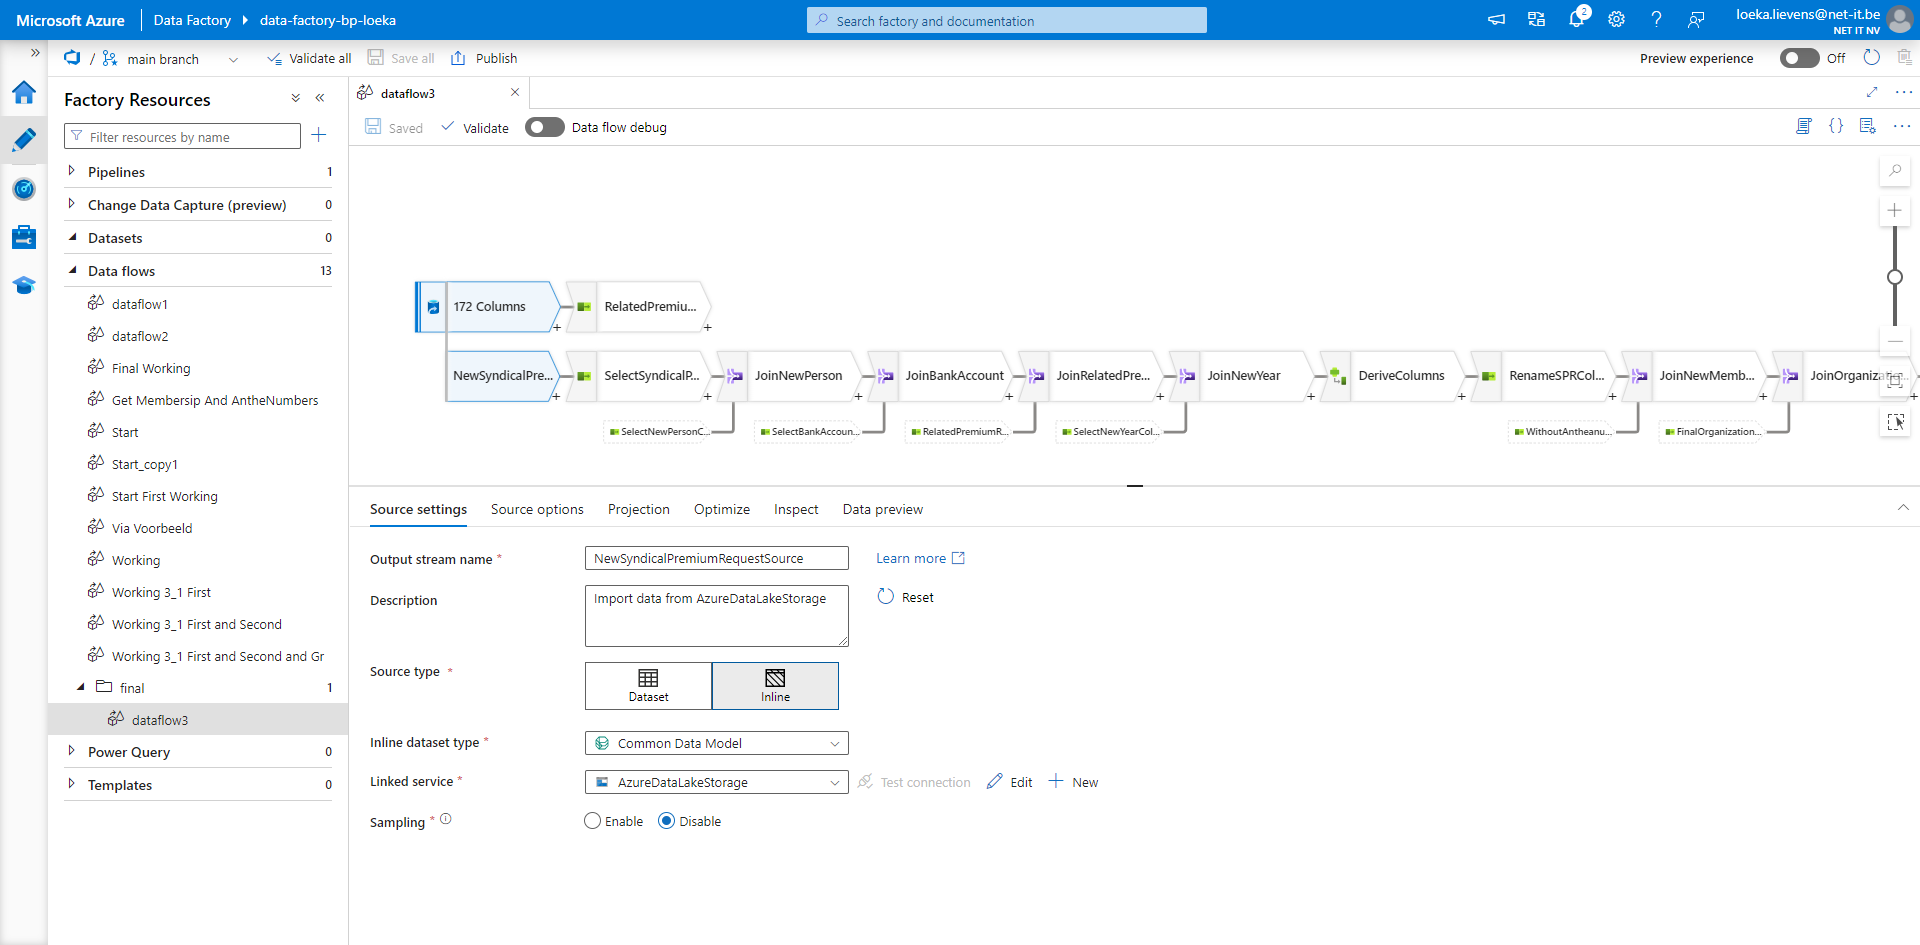 Microsoft Azure
Data Factory
data-factory-bp-loeka
Search factory and documentation
2
loeka.lievens@net-it.be
NET IT NV
/ main branch
Validate all
Save all
Publish
Preview experience
Off
Factory Resources
Filter resources by name
Pipelines 1
Change Data Capture (preview) 0
Datasets 0
Data flows 13
dataflow1
dataflow2
Final Working
Get Membersip And AntheNumbers
Start
Start_copy1
Start First Working
Via Voorbeeld
Working
Working 3_1 First
Working 3_1 First and Second
Working 3_1 First and Second and Gr
final 1
dataflow3
Power Query 0
Templates 0
dataflow3
Saved
Validate
Data flow debug
172 Columns
RelatedPremiu...
NewSyndicalPre...
SelectSyndicalP...
JoinNewPerson
JoinBankAccount
JoinRelatedPre...
JoinNewYear
DeriveColumns
RenameSPRCol...
JoinNewMemb...
JoinOrganiza...
SelectNewPersonC...
SelectBankAccoun...
RelatedPremiumR...
SelectNewYearCol...
WithoutAntheanu...
FinalOrganization...
Source settings
Source options
Projection
Optimize
Inspect
Data preview
Output stream name *
NewSyndicalPremiumRequestSource
Learn more
Description
Import data from AzureDataLakeStorage
Reset
Source type *
Dataset
Inline
Inline dataset type *
Common Data Model
Linked service *
AzureDataLakeStorage
Test connection
Edit
New
Sampling *
Enable
Disable